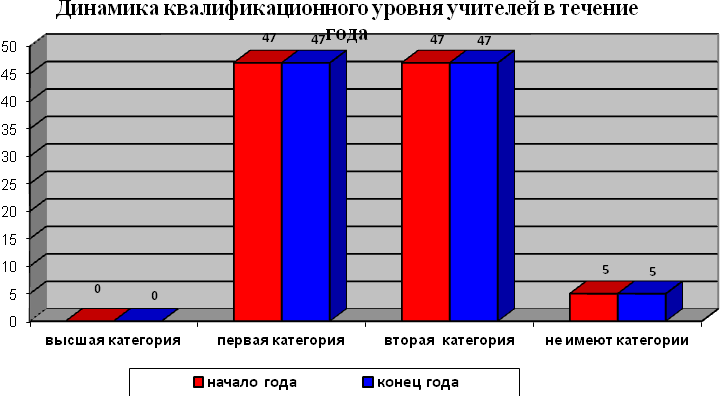 Динамика квалификационного уровня учителей в течение
года
47 47 47 47
50
45
40
35
30
25
20
15
10
5
0
0 0
5 5
высшая категория первая категория вторая категория не имеют категории
начало года конец года